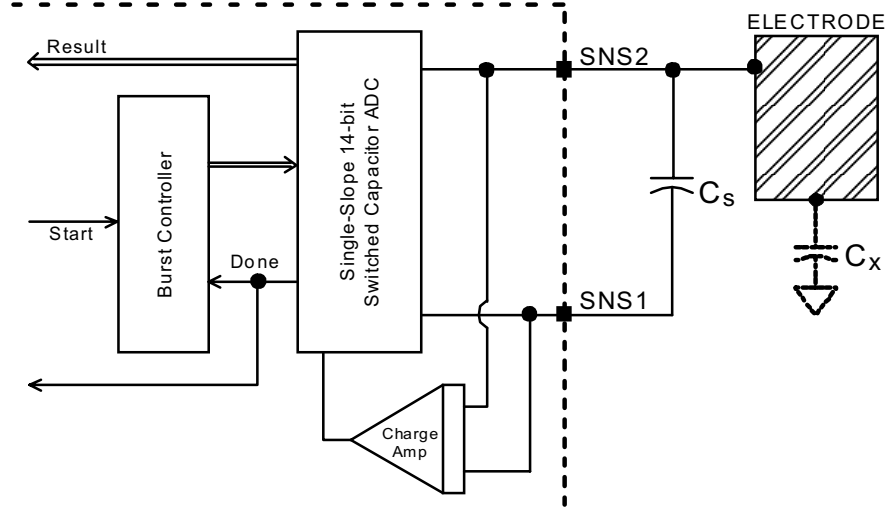 ELECTRODE
Result
SNS2
Single-Slope 14-bit
Switched Capacitor ADC
Burst Controller
Start
Cs
Done
Cx
SNS1
Charge
Amp